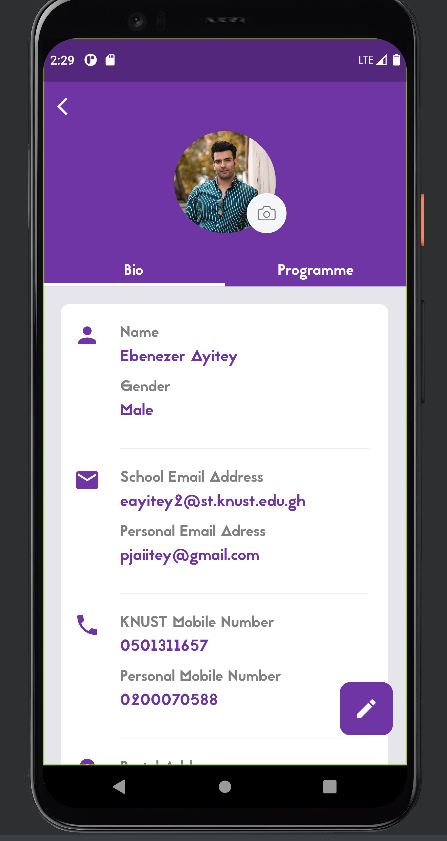 2:29
LTE
Bio
Programme
Name
Ebenezer Ayitey
Gender
Male
School Email Address
eayitey2@st.knust.edu.gh
Personal Email Adress
pjaiitey@gmail.com
KNUST Mobile Number
0501311657
Personal Mobile Number
0200070588